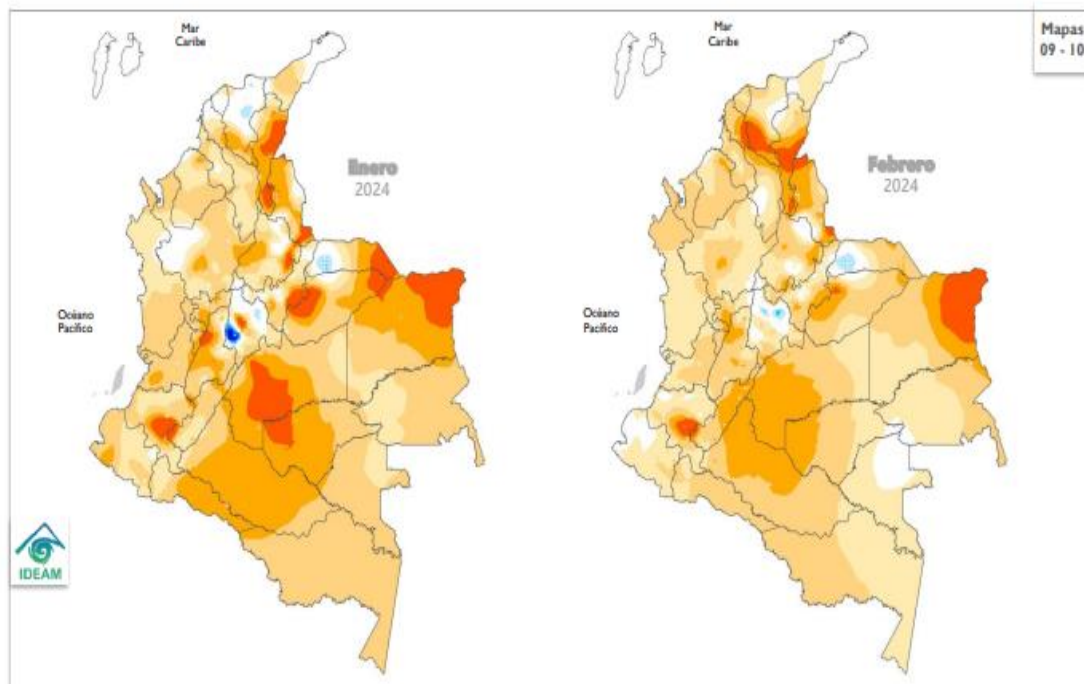 Mar
Caribe
Enero
2024
Océano
Pacífico
IDEAM
Mar
Caribe
Mapas
09 - 10
Febrero
2024
Océano
Pacífico